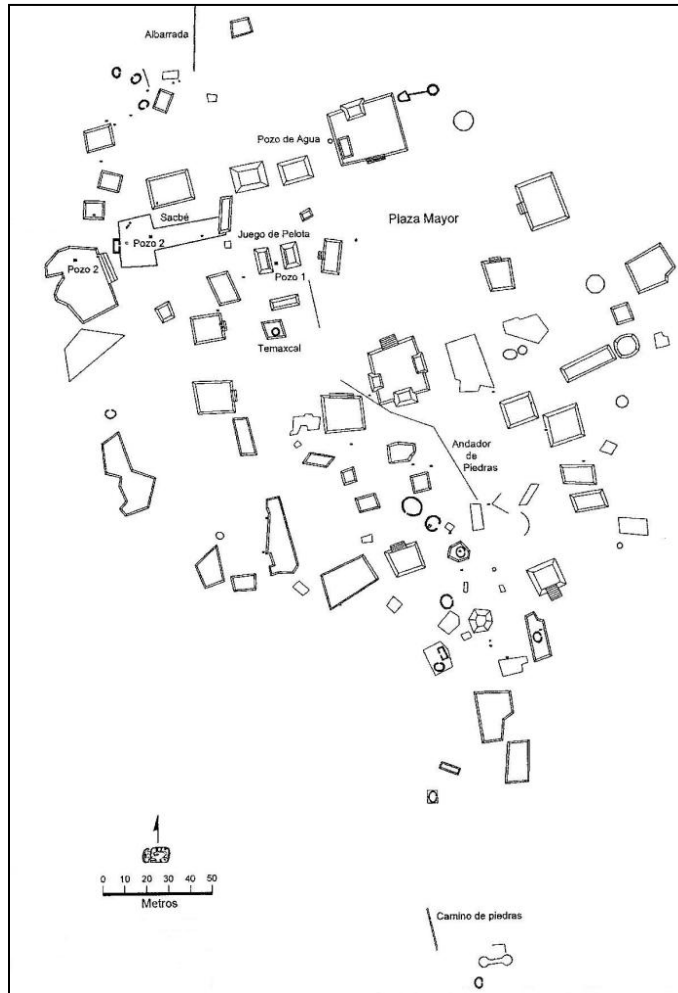 Albarrada
Pozo de Agua
Plaza Mayor
Sacbé
Pozo 2
Juego de Pelota
Pozo 2
Pozo 1
Temaxcal
Andador
de
Piedras
0 10 20 30 40 50
Metros
Camino de piedras